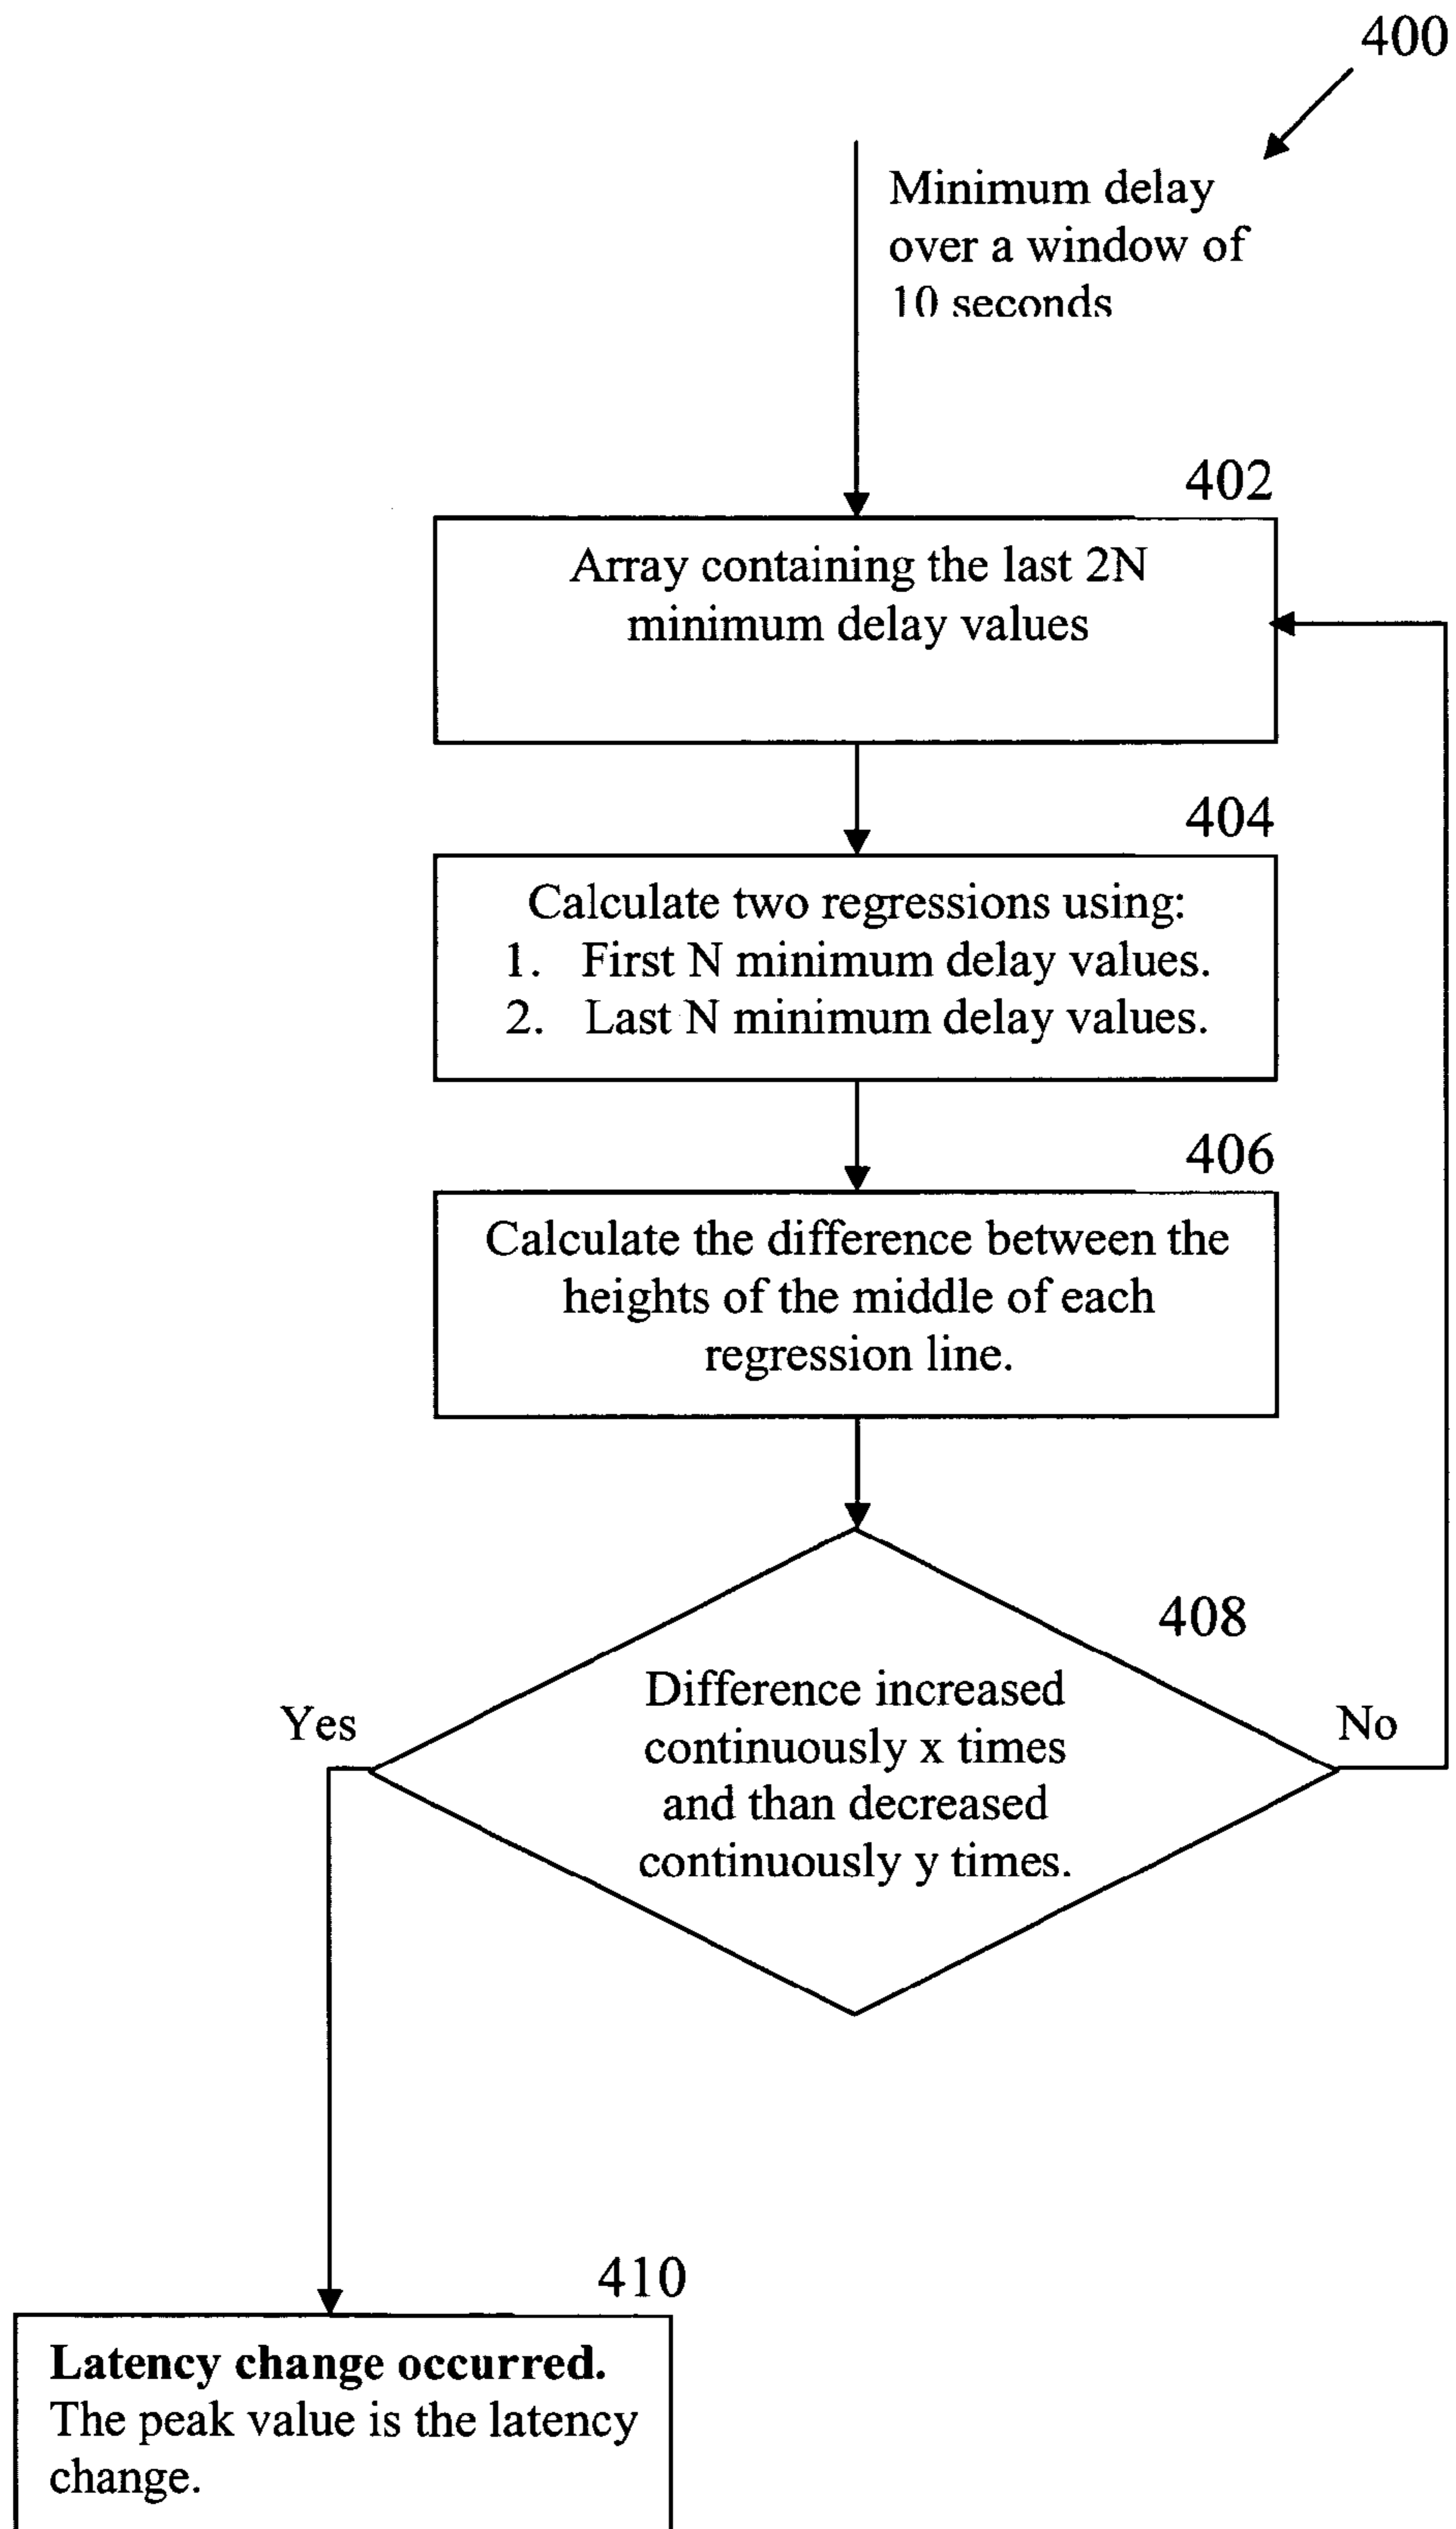 400
Minimum delay
over a window of
10 seconds
402
Array containing the last 2N
minimum delay values
404
Calculate two regressions using:
1. First N minimum delay values.
2. Last N minimum delay values.
406
Calculate the difference between the
heights of the middle of each
regression line.
408
Difference increased
continuously x times
and than decreased
continuously y times.
Yes
No
410
Latency change occurred.
The peak value is the latency
change.